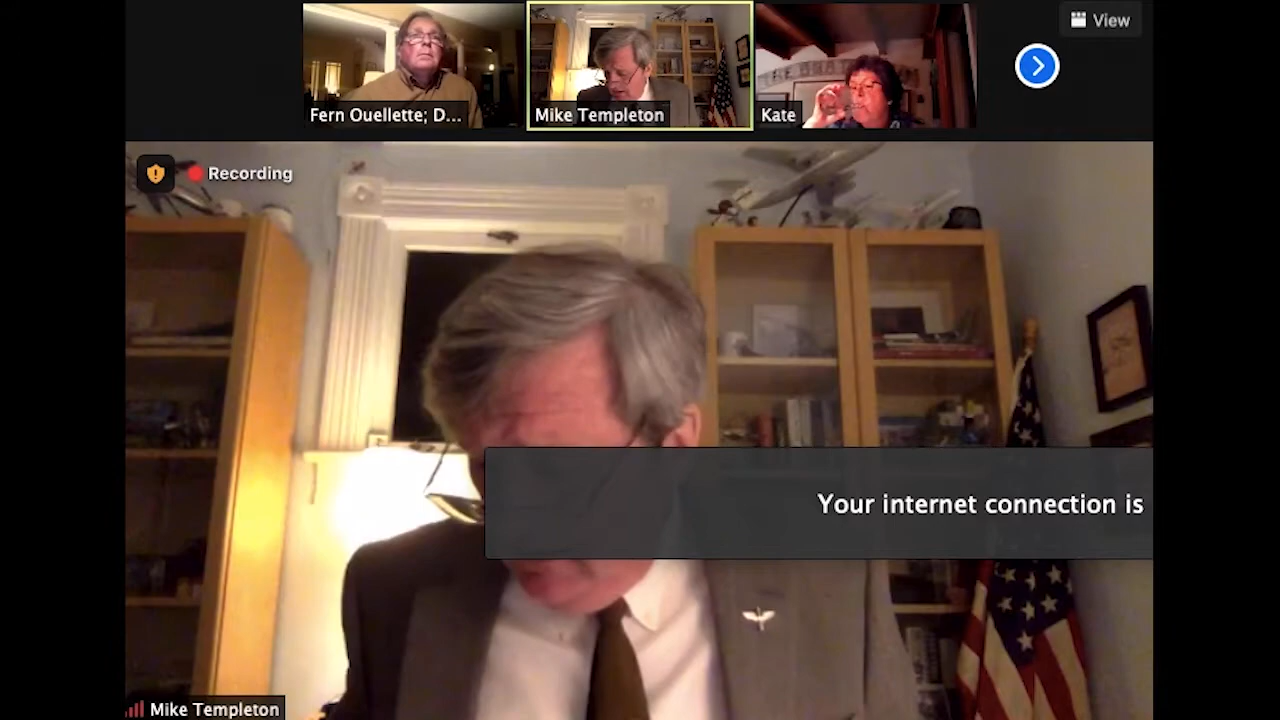 View
Fern Ouellette; D...
Mike Templeton
Kate
Recording
Your internet connection is
Mike Templeton